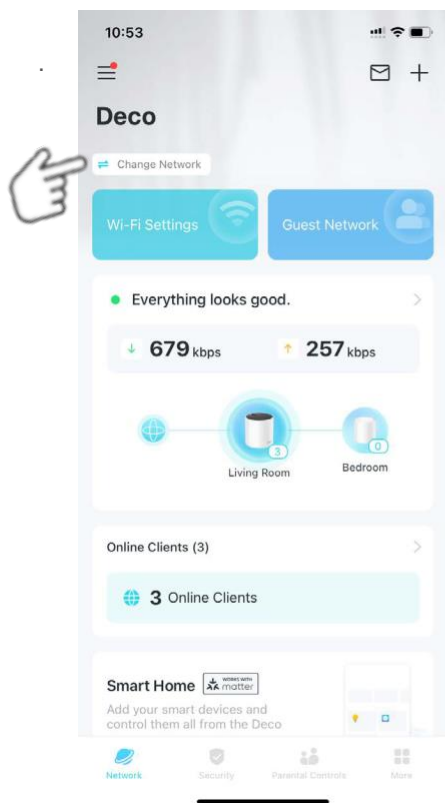 10:53
Deco
Change Network
Wi-Fi Settings
Guest Network
Everything looks good.
679 kbps
257 kbps
3
0
Living Room
Bedroom
Online Clients (3)
3 Online Clients
Smart Home
WORKS WITH
matter
Add your smart devices and
control them all from the Deco
Network
Security
Parental Controls
More